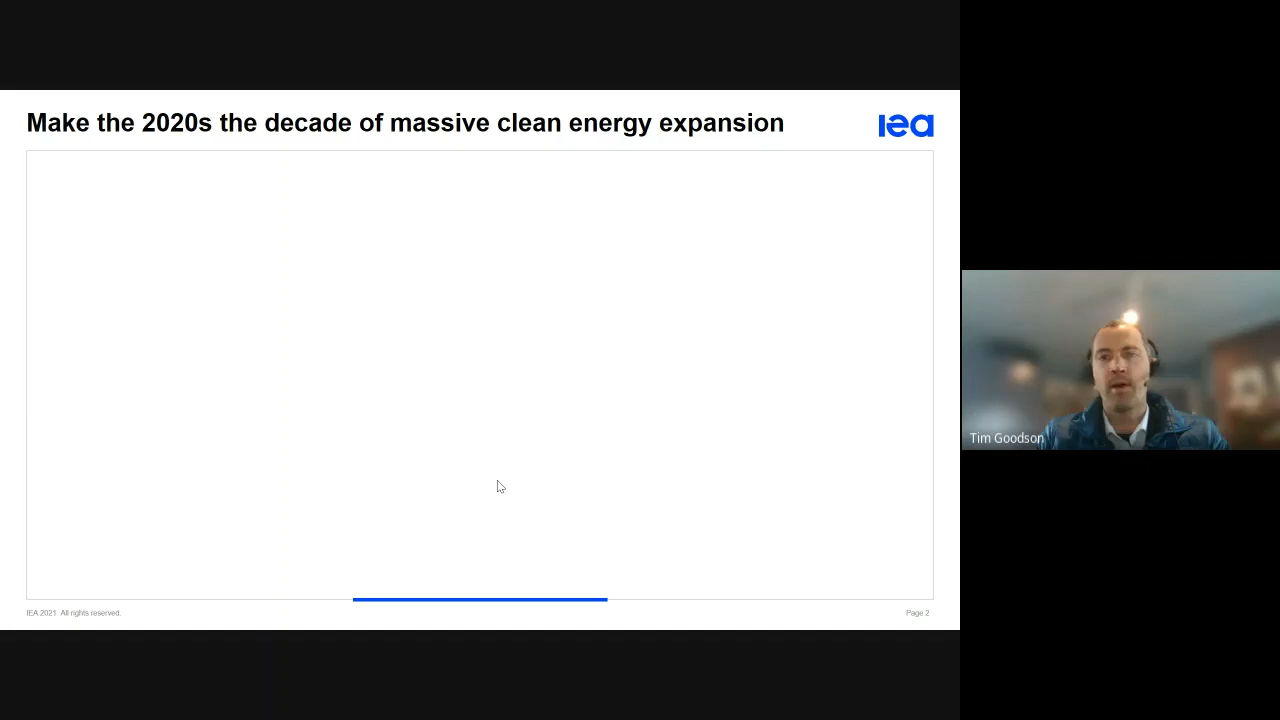 Make the 2020s the decade of massive clean energy expansion
iea
IEA 2021. All rights reserved.
Page 2
Tim Goodson